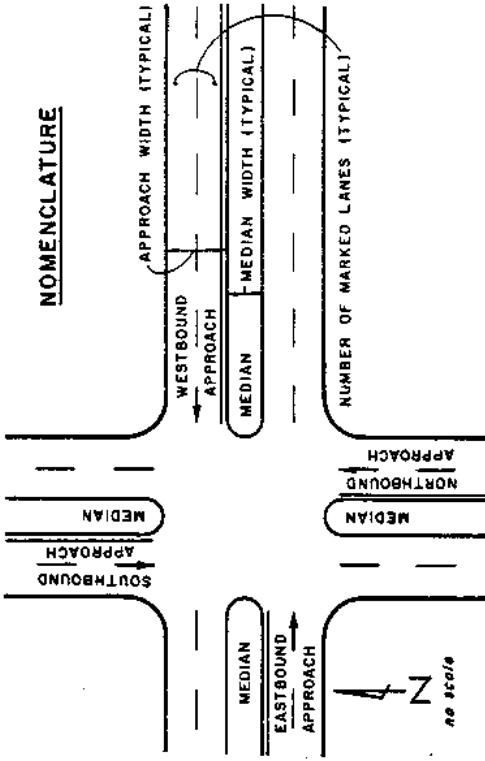 NOMENCLATURE
APPROACH WIDTH (TYPICAL)
MEDIAN WIDTH (TYPICAL)
NUMBER OF MARKED LANES (TYPICAL)
WESTBOUND
APPROACH
MEDIAN
MEDIAN
SOUTHBOUND
APPROACH
MEDIAN
NORTHBOUND
APPROACH
MEDIAN
EASTBOUND
APPROACH
N
no scale